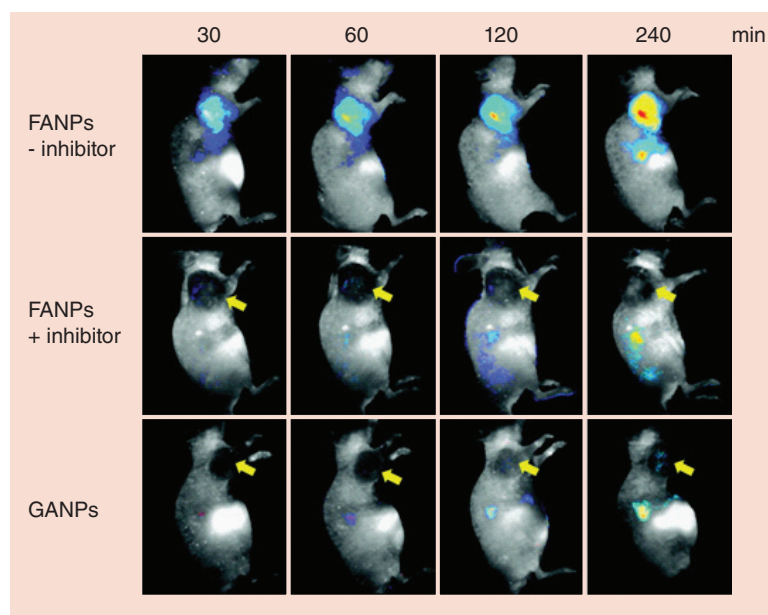 30 60 120 240 min
FANPs
- inhibitor
FANPs
+ inhibitor
GANPs